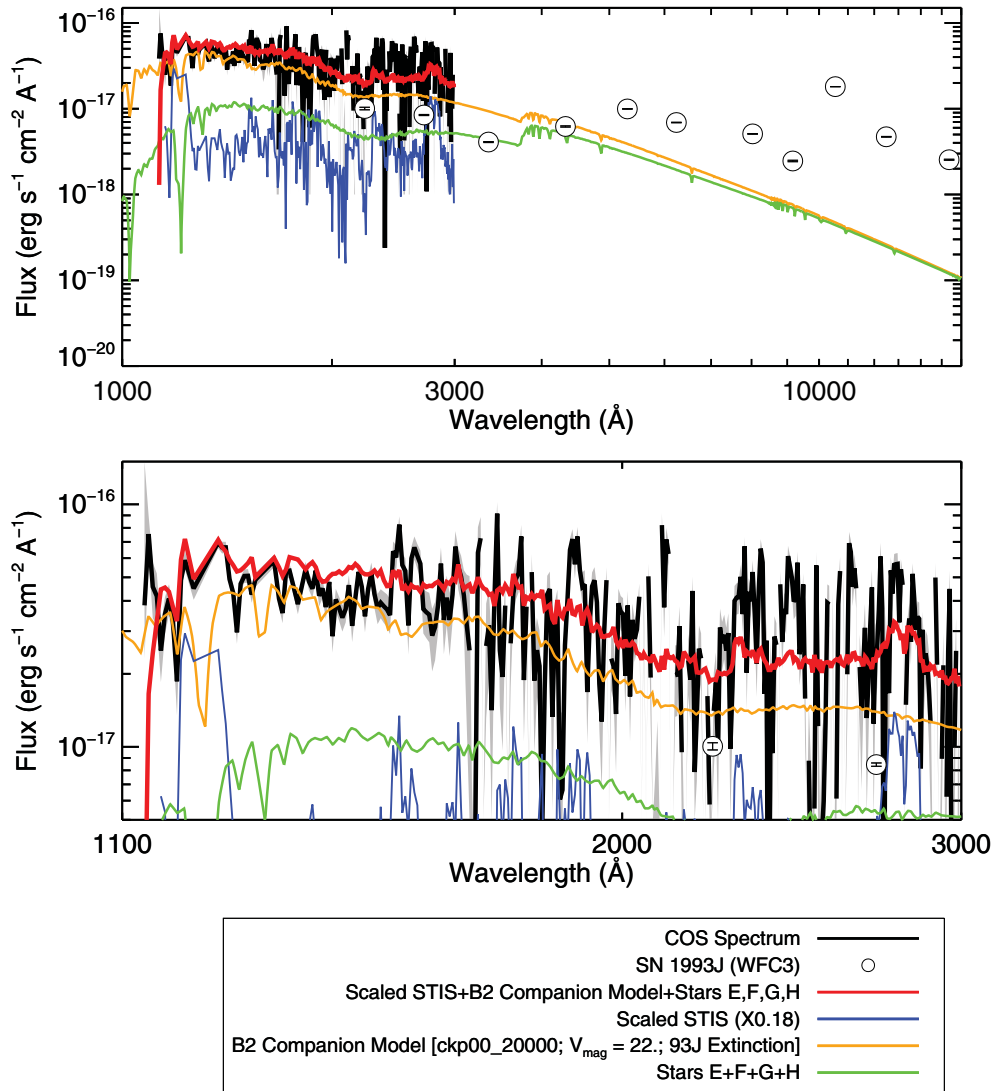 10⁻¹⁶
10⁻¹⁷
10⁻¹⁸
10⁻¹⁹
10⁻²⁰
Flux (erg s⁻¹ cm⁻² A⁻¹)
1000
3000
10000
Wavelength (Å)
10⁻¹⁶
10⁻¹⁷
Flux (erg s⁻¹ cm⁻² A⁻¹)
1100
2000
3000
Wavelength (Å)
COS Spectrum
SN 1993J (WFC3)
Scaled STIS+B2 Companion Model+Stars E,F,G,H
Scaled STIS (X0.18)
B2 Companion Model [ckp00_20000; Vmag = 22.; 93J Extinction]
Stars E+F+G+H